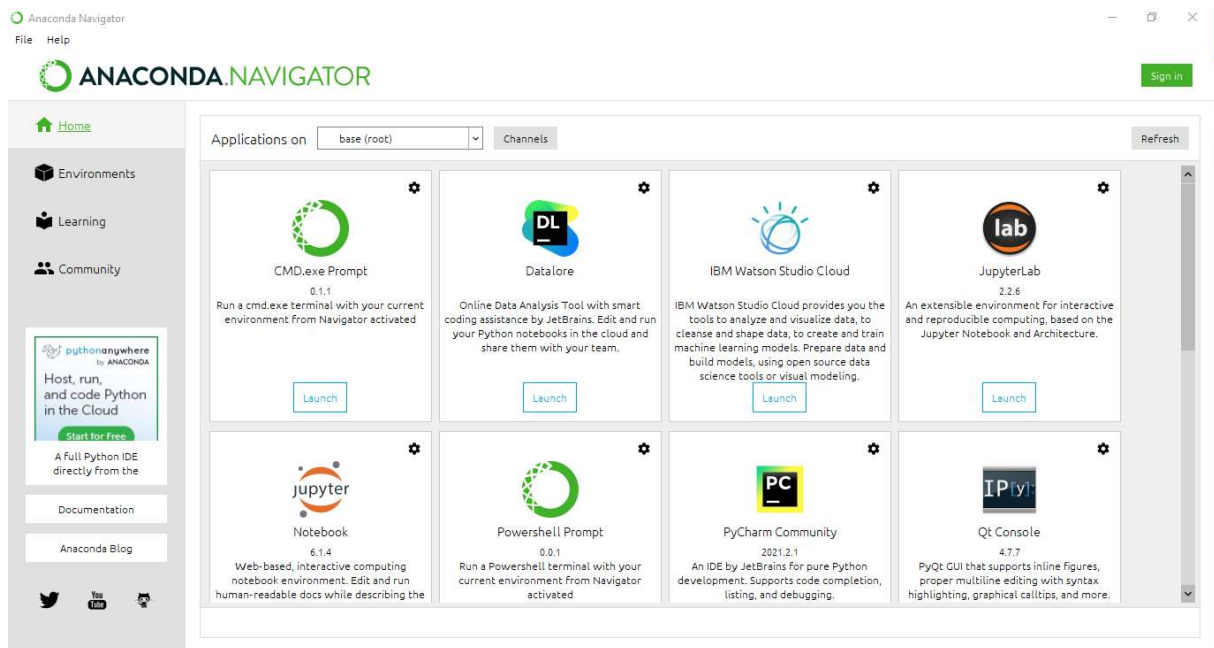 Anaconda Navigator
File Help
ANACONDA.NAVIGATOR
Sign in
Home
Environments
Learning
Community
pythonanywhere
by ANACONDA
Host, run,
and code Python
in the Cloud
Start for Free
A full Python IDE
directly from the
Documentation
Anaconda Blog
You
Tube
Applications on base (root) Channels Refresh
CMD.exe Prompt
0.1.1
Run a cmd.exe terminal with your current
environment from Navigator activated
Launch
DL
Datalore
Online Data Analysis Tool with smart
coding assistance by JetBrains. Edit and run
your Python notebooks in the cloud and
share them with your team.
Launch
IBM Watson Studio Cloud
IBM Watson Studio Cloud provides you the
tools to analyze and visualize data, to
cleanse and shape data, to create and train
machine learning models. Prepare data and
build models, using open source data
science tools or visual modeling.
Launch
lab
JupyterLab
2.2.6
An extensible environment for interactive
and reproducible computing, based on the
Jupyter Notebook and Architecture.
Launch
jupyter
Notebook
6.1.4
Web-based, interactive computing
notebook environment. Edit and run
human-readable docs while describing the
Powershell Prompt
0.0.1
Run a Powershell terminal with your
current environment from Navigator
activated
PC
PyCharm Community
2021.2.1
An IDE by JetBrains for pure Python
development. Supports code completion,
listing, and debugging.
IP[y]:
Qt Console
4.7.7
PyQt GUI that supports inline figures,
proper multiline editing with syntax
highlighting, graphical calltips, and more.